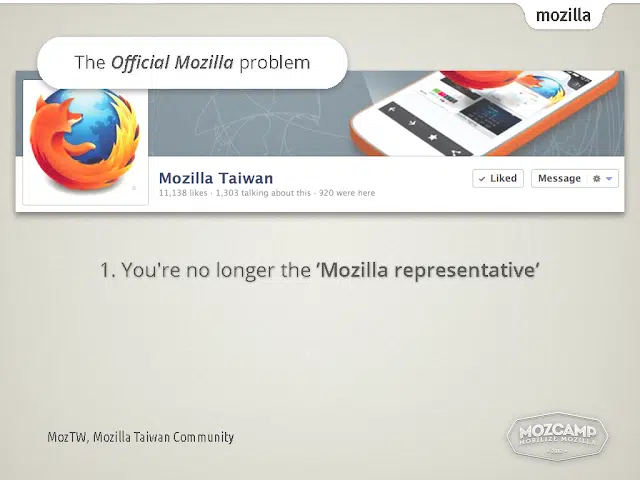 mozilla
The Official Mozilla problem
Mozilla Taiwan
11,138 likes · 1,303 talking about this · 920 were here
Liked
Message
1. You're no longer the ‘Mozilla representative’
MozTW, Mozilla Taiwan Community
MOZCAMP
MOBILIZE MOZILLA